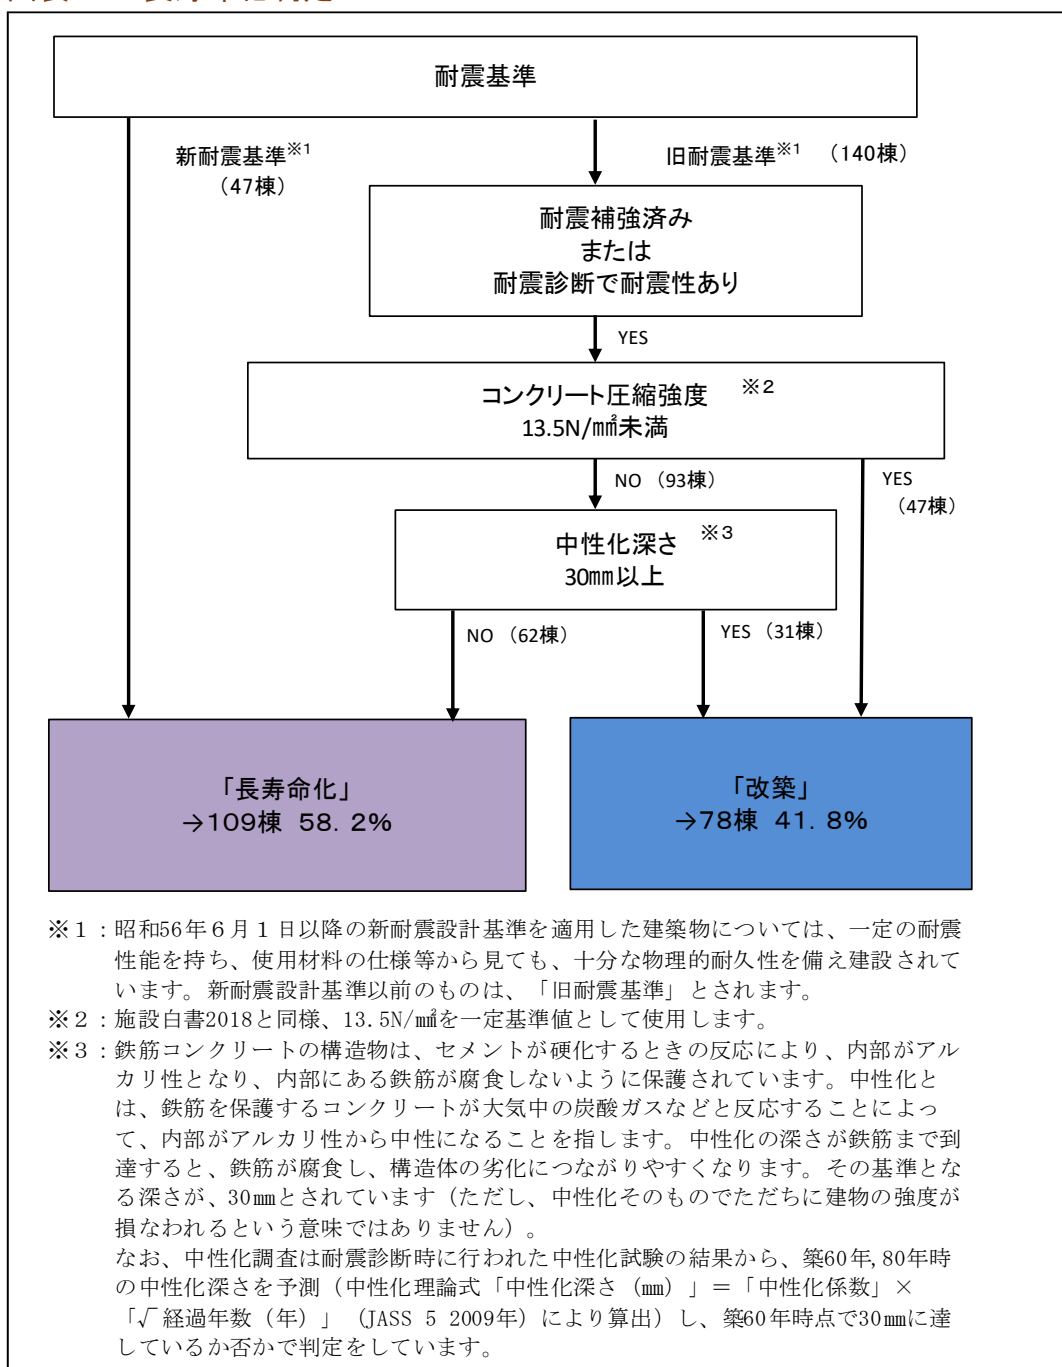 耐震基準
新耐震基準※1
（47棟）
旧耐震基準※1 （140棟）
耐震補強済み
または
耐震診断で耐震性あり
YES
コンクリート圧縮強度 ※2
13.5N/㎟未満
NO （93棟）
YES
（47棟）
中性化深さ ※3
30㎜以上
NO （62棟）
YES （31棟）
「長寿命化」
→109棟 58．2%
「改築」
→78棟 41．8%
※１：昭和56年６月１日以降の新耐震設計基準を適用した建築物については、一定の耐震
性能を持ち、使用材料の仕様等から見ても、十分な物理的耐久性を備え建設されて
います。新耐震設計基準以前のものは、「旧耐震基準」とされます。
※２：施設白書2018と同様、13.5N/㎟を一定基準値として使用します。
※３：鉄筋コンクリートの構造物は、セメントが硬化するときの反応により、内部がアル
カリ性となり、内部にある鉄筋が腐食しないように保護されています。中性化と
は、鉄筋を保護するコンクリートが大気中の炭酸ガスなどと反応することによっ
て、内部がアルカリ性から中性になることを指します。中性化の深さが鉄筋まで到
達すると、鉄筋が腐食し、構造体の劣化につながりやすくなります。その基準とな
る深さが、30㎜とされています（ただし、中性化そのものでただちに建物の強度が
損なわれるという意味ではありません）。
なお、中性化調査は耐震診断時に行われた中性化試験の結果から、築60年,80年時
の中性化深さを予測（中性化理論式「中性化深さ（㎜）」＝「中性化係数」×
「√ 経過年数（年）」（JASS 5 2009年）により算出）し、築60年時点で30㎜に達
しているか否かで判定をしています。